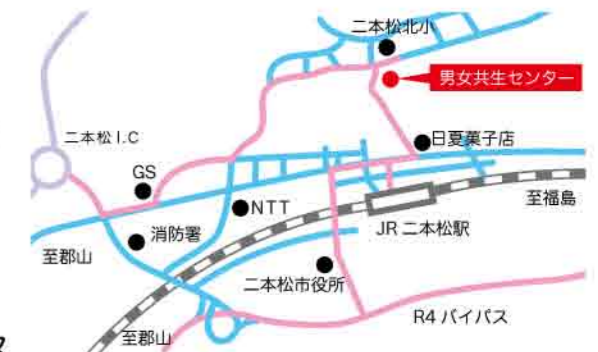 二本松北小
男女共生センター
二本松 I.C
日夏菓子店
GS
NTT
至福島
消防署
JR 二本松駅
至郡山
二本松市役所
R4 バイパス
至郡山